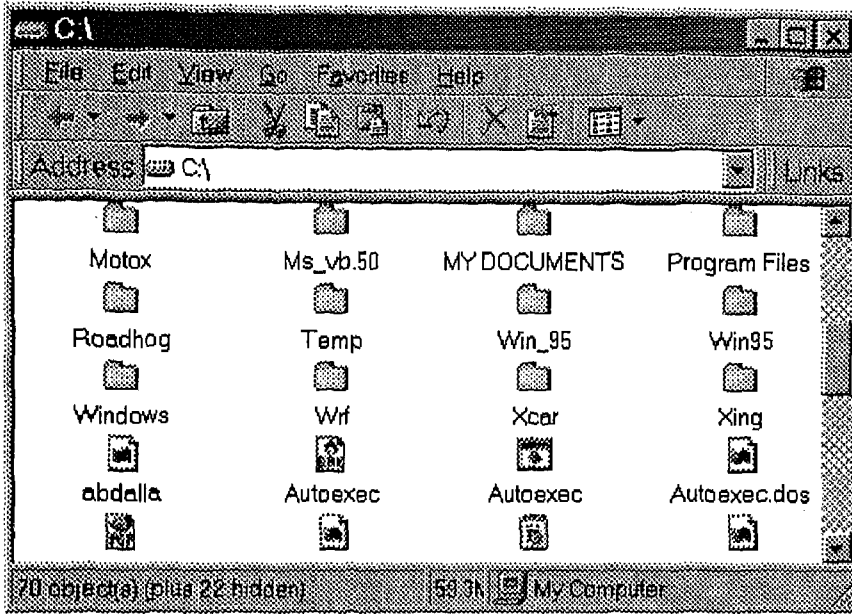 C:\
File Edit View Go Favorites Help
Address C:\ Links
Motox Ms_vb.50 MY DOCUMENTS Program Files
Roadhog Temp Win_95 Win95
Windows Wrf Xcar Xing
abdalla Autoexec Autoexec Autoexec.dos
70 object(s) (plus 22 hidden) My Computer